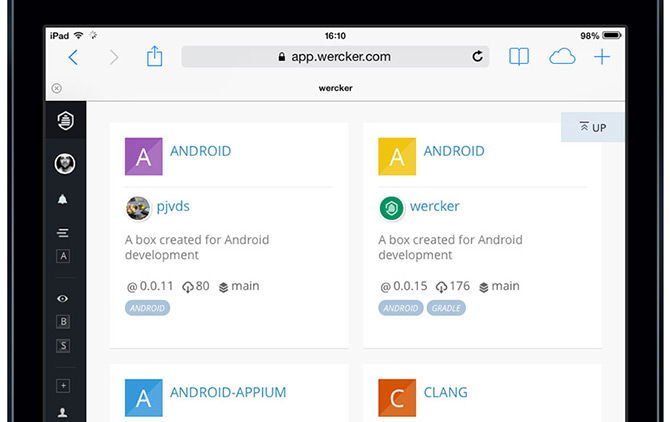 iPad 16:10 98%
app.wercker.com
wercker
UP
A ANDROID
pjvds
A box created for Android
development
@ 0.0.11 80 main
ANDROID
A ANDROID
wercker
A box created for Android
development
@ 0.0.15 176 main
ANDROID GRADLE
A ANDROID-APPIUM
C CLANG
A
B
S